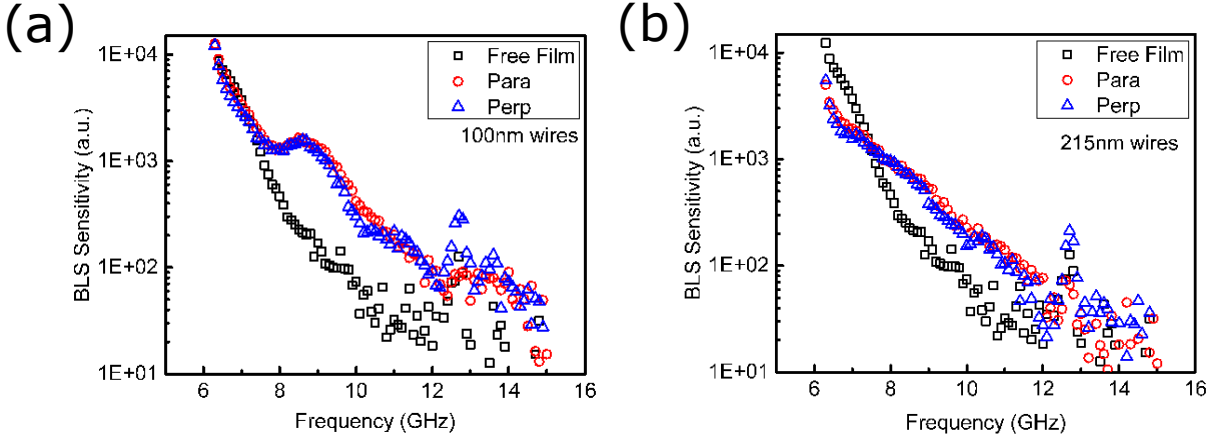 (a)
1E+04
1E+03
1E+02
1E+01
BLS Sensitivity (a.u.)
Free Film
Para
Perp
100nm wires
6 8 10 12 14 16
Frequency (GHz)
(b)
1E+04
1E+03
1E+02
1E+01
BLS Sensitivity (a.u.)
Free Film
Para
Perp
215nm wires
6 8 10 12 14 16
Frequency (GHz)